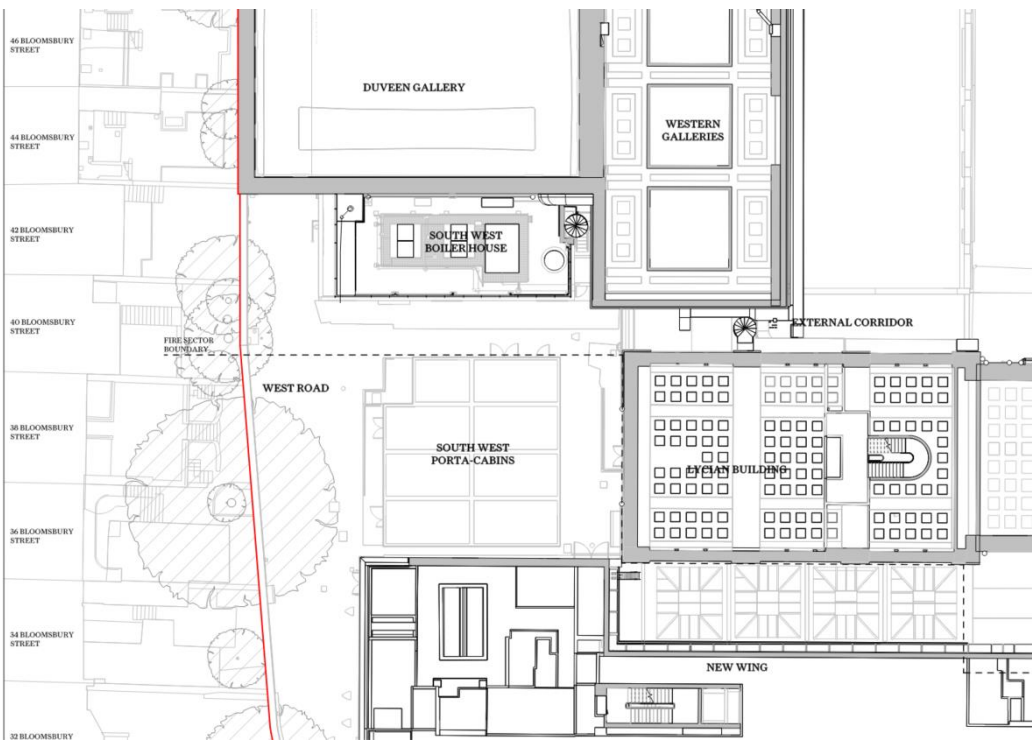 46 BLOOMSBURY
STREET
DUVEEN GALLERY
WESTERN
GALLERIES
44 BLOOMSBURY
STREET
42 BLOOMSBURY
STREET
SOUTH WEST
BOILER HOUSE
40 BLOOMSBURY
STREET
EXTERNAL CORRIDOR
FIRE SECTOR
BOUNDARY
WEST ROAD
38 BLOOMSBURY
STREET
SOUTH WEST
PORTA-CABINS
LYCIAN BUILDING
36 BLOOMSBURY
STREET
34 BLOOMSBURY
STREET
NEW WING
32 BLOOMSBURY